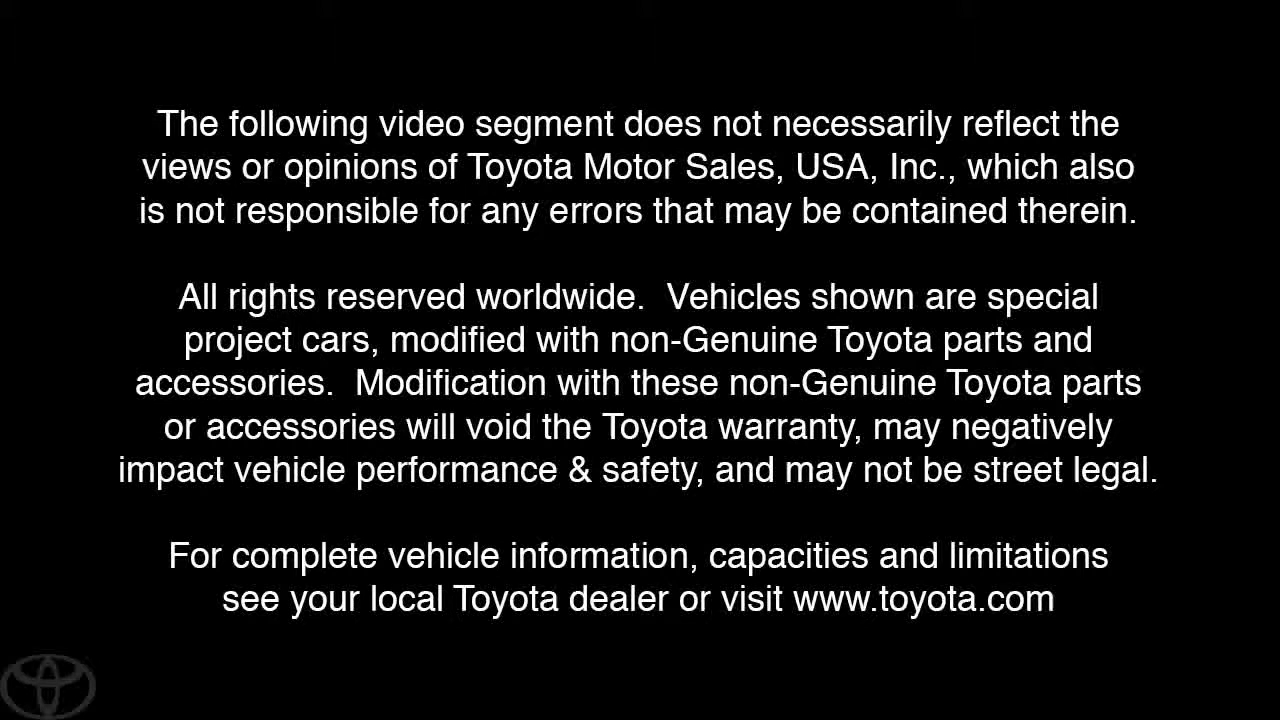 The following video segment does not necessarily reflect the
views or opinions of Toyota Motor Sales, USA, Inc., which also
is not responsible for any errors that may be contained therein.
All rights reserved worldwide.  Vehicles shown are special
project cars, modified with non-Genuine Toyota parts and
accessories.  Modification with these non-Genuine Toyota parts
or accessories will void the Toyota warranty, may negatively
impact vehicle performance & safety, and may not be street legal.
For complete vehicle information, capacities and limitations
see your local Toyota dealer or visit www.toyota.com